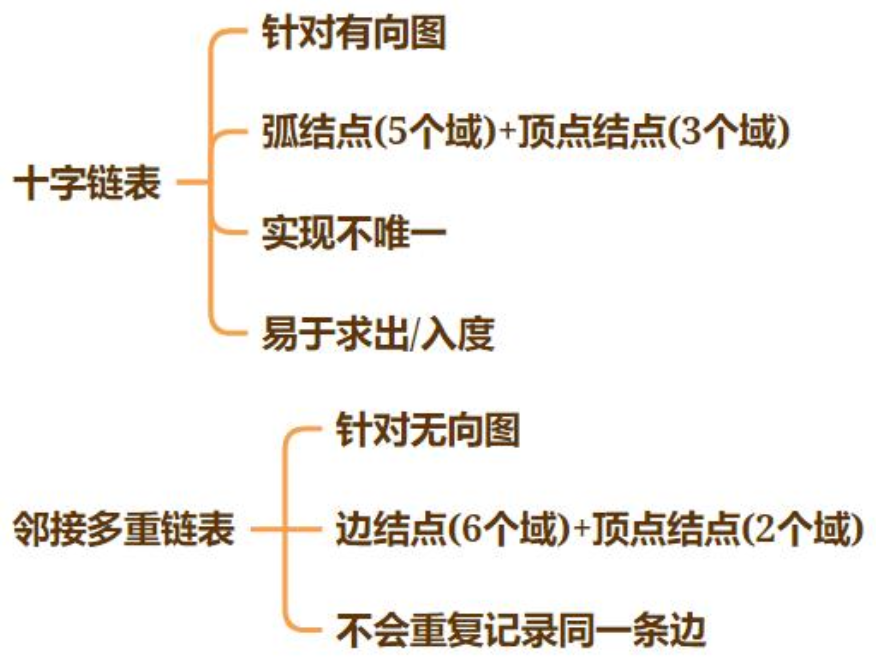 针对有向图
弧结点(5个域)+顶点结点(3个域)
十字链表
实现不唯一
易于求出/入度
针对无向图
邻接多重链表
边结点(6个域)+顶点结点(2个域)
不会重复记录同一条边